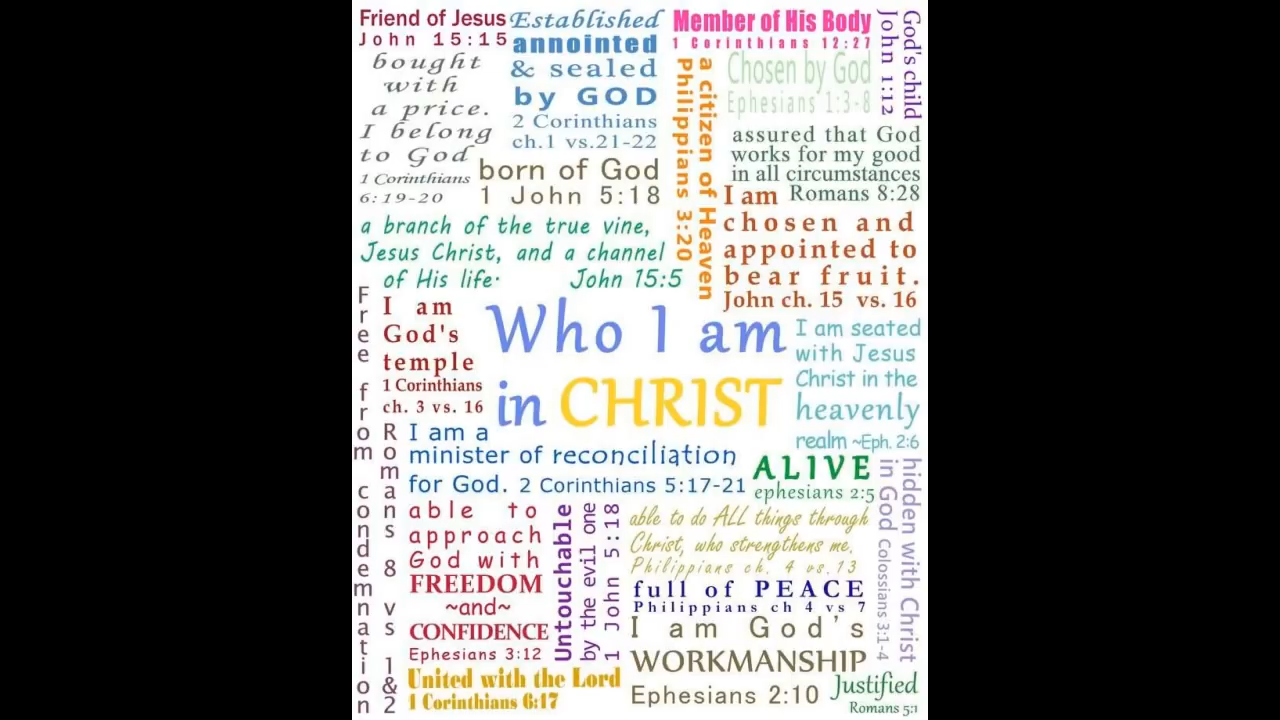 Friend of Jesus
John 15:15
Established
annointed
& sealed
by GOD
2 Corinthians
ch.1 vs.21-22
Member of His Body
1 Corinthians 12:27
God's child
John 1:12
bought
with
a price.
I belong
to God
1 Corinthians
6:19-20
born of God
1 John 5:18
a citizen of Heaven
Philippians 3:20
Chosen by God
Ephesians 1:3-8
assured that God
works for my good
in all circumstances
Romans 8:28
a branch of the true vine,
Jesus Christ, and a channel
of His life.
John 15:5
I am
chosen and
appointed to
bear fruit.
John ch. 15 vs. 16
Free from condemnation
Romans 8 vs 1&2
I am
God's
temple
1 Corinthians
ch. 3 vs. 16
Who I am
in CHRIST
I am seated
with Jesus
Christ in the
heavenly
realm ~Eph. 2:6
I am a
minister of reconciliation
for God. 2 Corinthians 5:17-21
ALIVE
ephesians 2:5
hidden with Christ
in God Colossians 3:1-4
able to
approach
God with
FREEDOM
~and~
CONFIDENCE
Ephesians 3:12
Untouchable
by the evil one
1 John 5:18
able to do ALL things through
Christ, who strengthens me.
Philippians ch. 4 vs. 13
full of PEACE
Philippians ch 4 vs 7
I am God's
WORKMANSHIP
Ephesians 2:10
United with the Lord
1 Corinthians 6:17
Justified
Romans 5:1